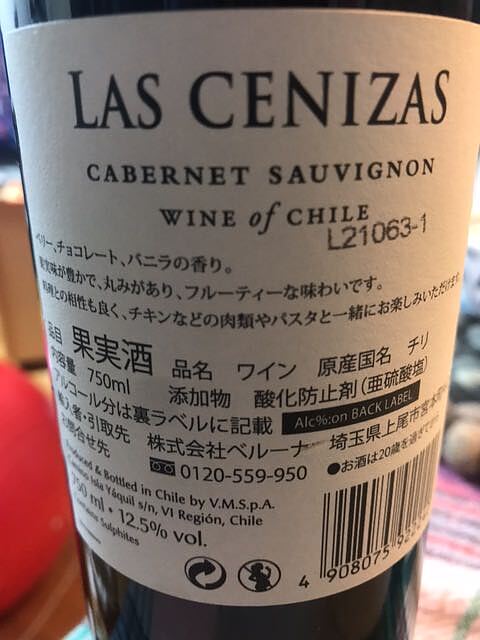 LAS CENIZAS
CABERNET SAUVIGNON
WINE of CHILE
L21063-1
ベリー、チョコレート、バニラの香り。
果実味が豊かで、丸みがあり、フルーティーな味わいです。
料理との相性も良く、チキンなどの肉類やパスタと一緒にお楽しみいただけます。
品目 果実酒 品名 ワイン 原産国名 チリ
内容量 750ml 添加物 酸化防止剤(亜硫酸塩)
アルコール分は裏ラベルに記載 Alc%:on BACK LABEL
輸入者・引取先 株式会社ベルーナ 埼玉県上尾市宮本町
お問合せ先 0120-559-950 ●お酒は20歳を過ぎて
Produced & Bottled in Chile by V.M.S.p.A.
Camino Isla Yáquil s/n, VI Región, Chile
750 ml • 12.5% vol.
Contains Sulphites
4 908075